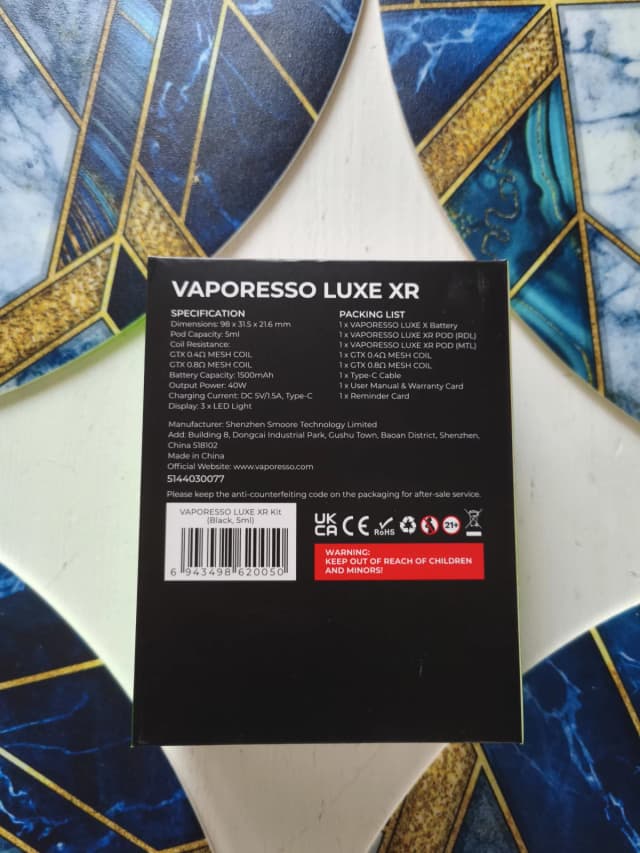 VAPORESSO LUXE XR
SPECIFICATION
Dimensions: 98 x 31.5 x 21.6 mm
Pod Capacity: 5ml
Coil Resistance:
GTX 0.4Ω MESH COIL
GTX 0.8Ω MESH COIL
Battery Capacity: 1500mAh
Output Power: 40W
Charging Current: DC 5V/1.5A, Type-C
Display: 3 x LED Light
PACKING LIST
1 x VAPORESSO LUXE X Battery
1 x VAPORESSO LUXE XR POD (RDL)
1 x VAPORESSO LUXE XR POD (MTL)
1 x GTX 0.4Ω MESH COIL
1 x GTX 0.8Ω MESH COIL
1 x Type-C Cable
1 x User Manual & Warranty Card
1 x Reminder Card
Manufacturer: Shenzhen Smoore Technology Limited
Add: Building 8, Dongcai Industrial Park, Gushu Town, Baoan District, Shenzhen,
China 518102
Made in China
Official Website: www.vaporesso.com
5144030077
Please keep the anti-counterfeiting code on the packaging for after-sale service.
VAPORESSO LUXE XR Kit
(Black, 5ml)
6 943498 620050
UK
CA
CE
RoHS
21+
WARNING:
KEEP OUT OF REACH OF CHILDREN
AND MINORS!